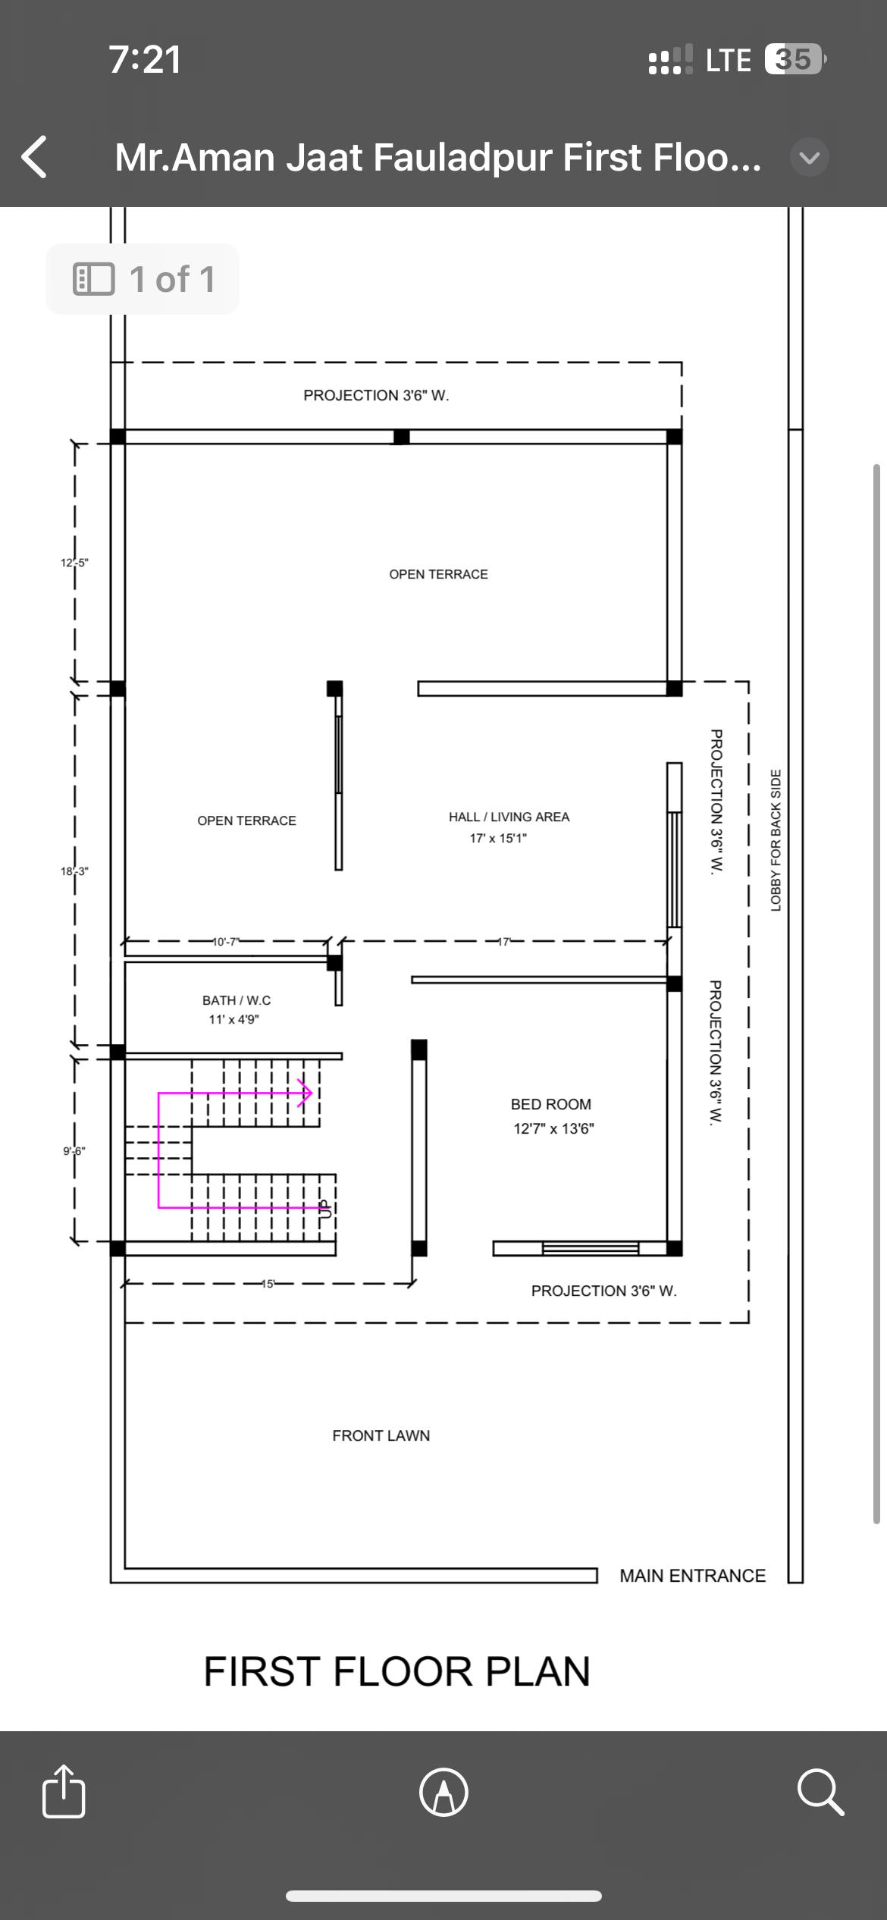 7:21
LTE 35
Mr.Aman Jaat Fauladpur First Floo...
1 of 1
PROJECTION 3'6" W.
12'-5"
OPEN TERRACE
PROJECTION 3'6" W.
LOBBY FOR BACK SIDE
OPEN TERRACE
HALL / LIVING AREA
17' x 15'1"
18'-3"
10'-7"
17'
BATH / W.C
11' x 4'9"
PROJECTION 3'6" W.
BED ROOM
12'7" x 13'6"
9'-6"
UP
15'
PROJECTION 3'6" W.
FRONT LAWN
MAIN ENTRANCE
FIRST FLOOR PLAN